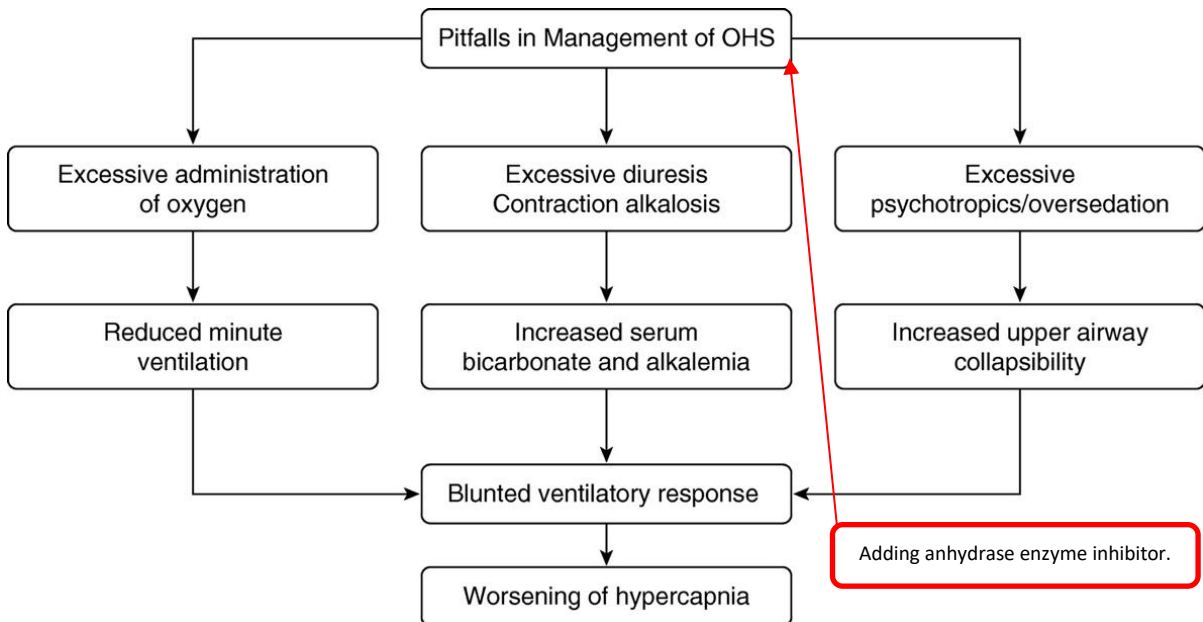 Pitfalls in Management of OHS
Excessive administration
of oxygen
Excessive diuresis
Contraction alkalosis
Excessive
psychotropics/oversedation
Reduced minute
ventilation
Increased serum
bicarbonate and alkalemia
Increased upper airway
collapsibility
Blunted ventilatory response
Adding anhydrase enzyme inhibitor.
Worsening of hypercapnia